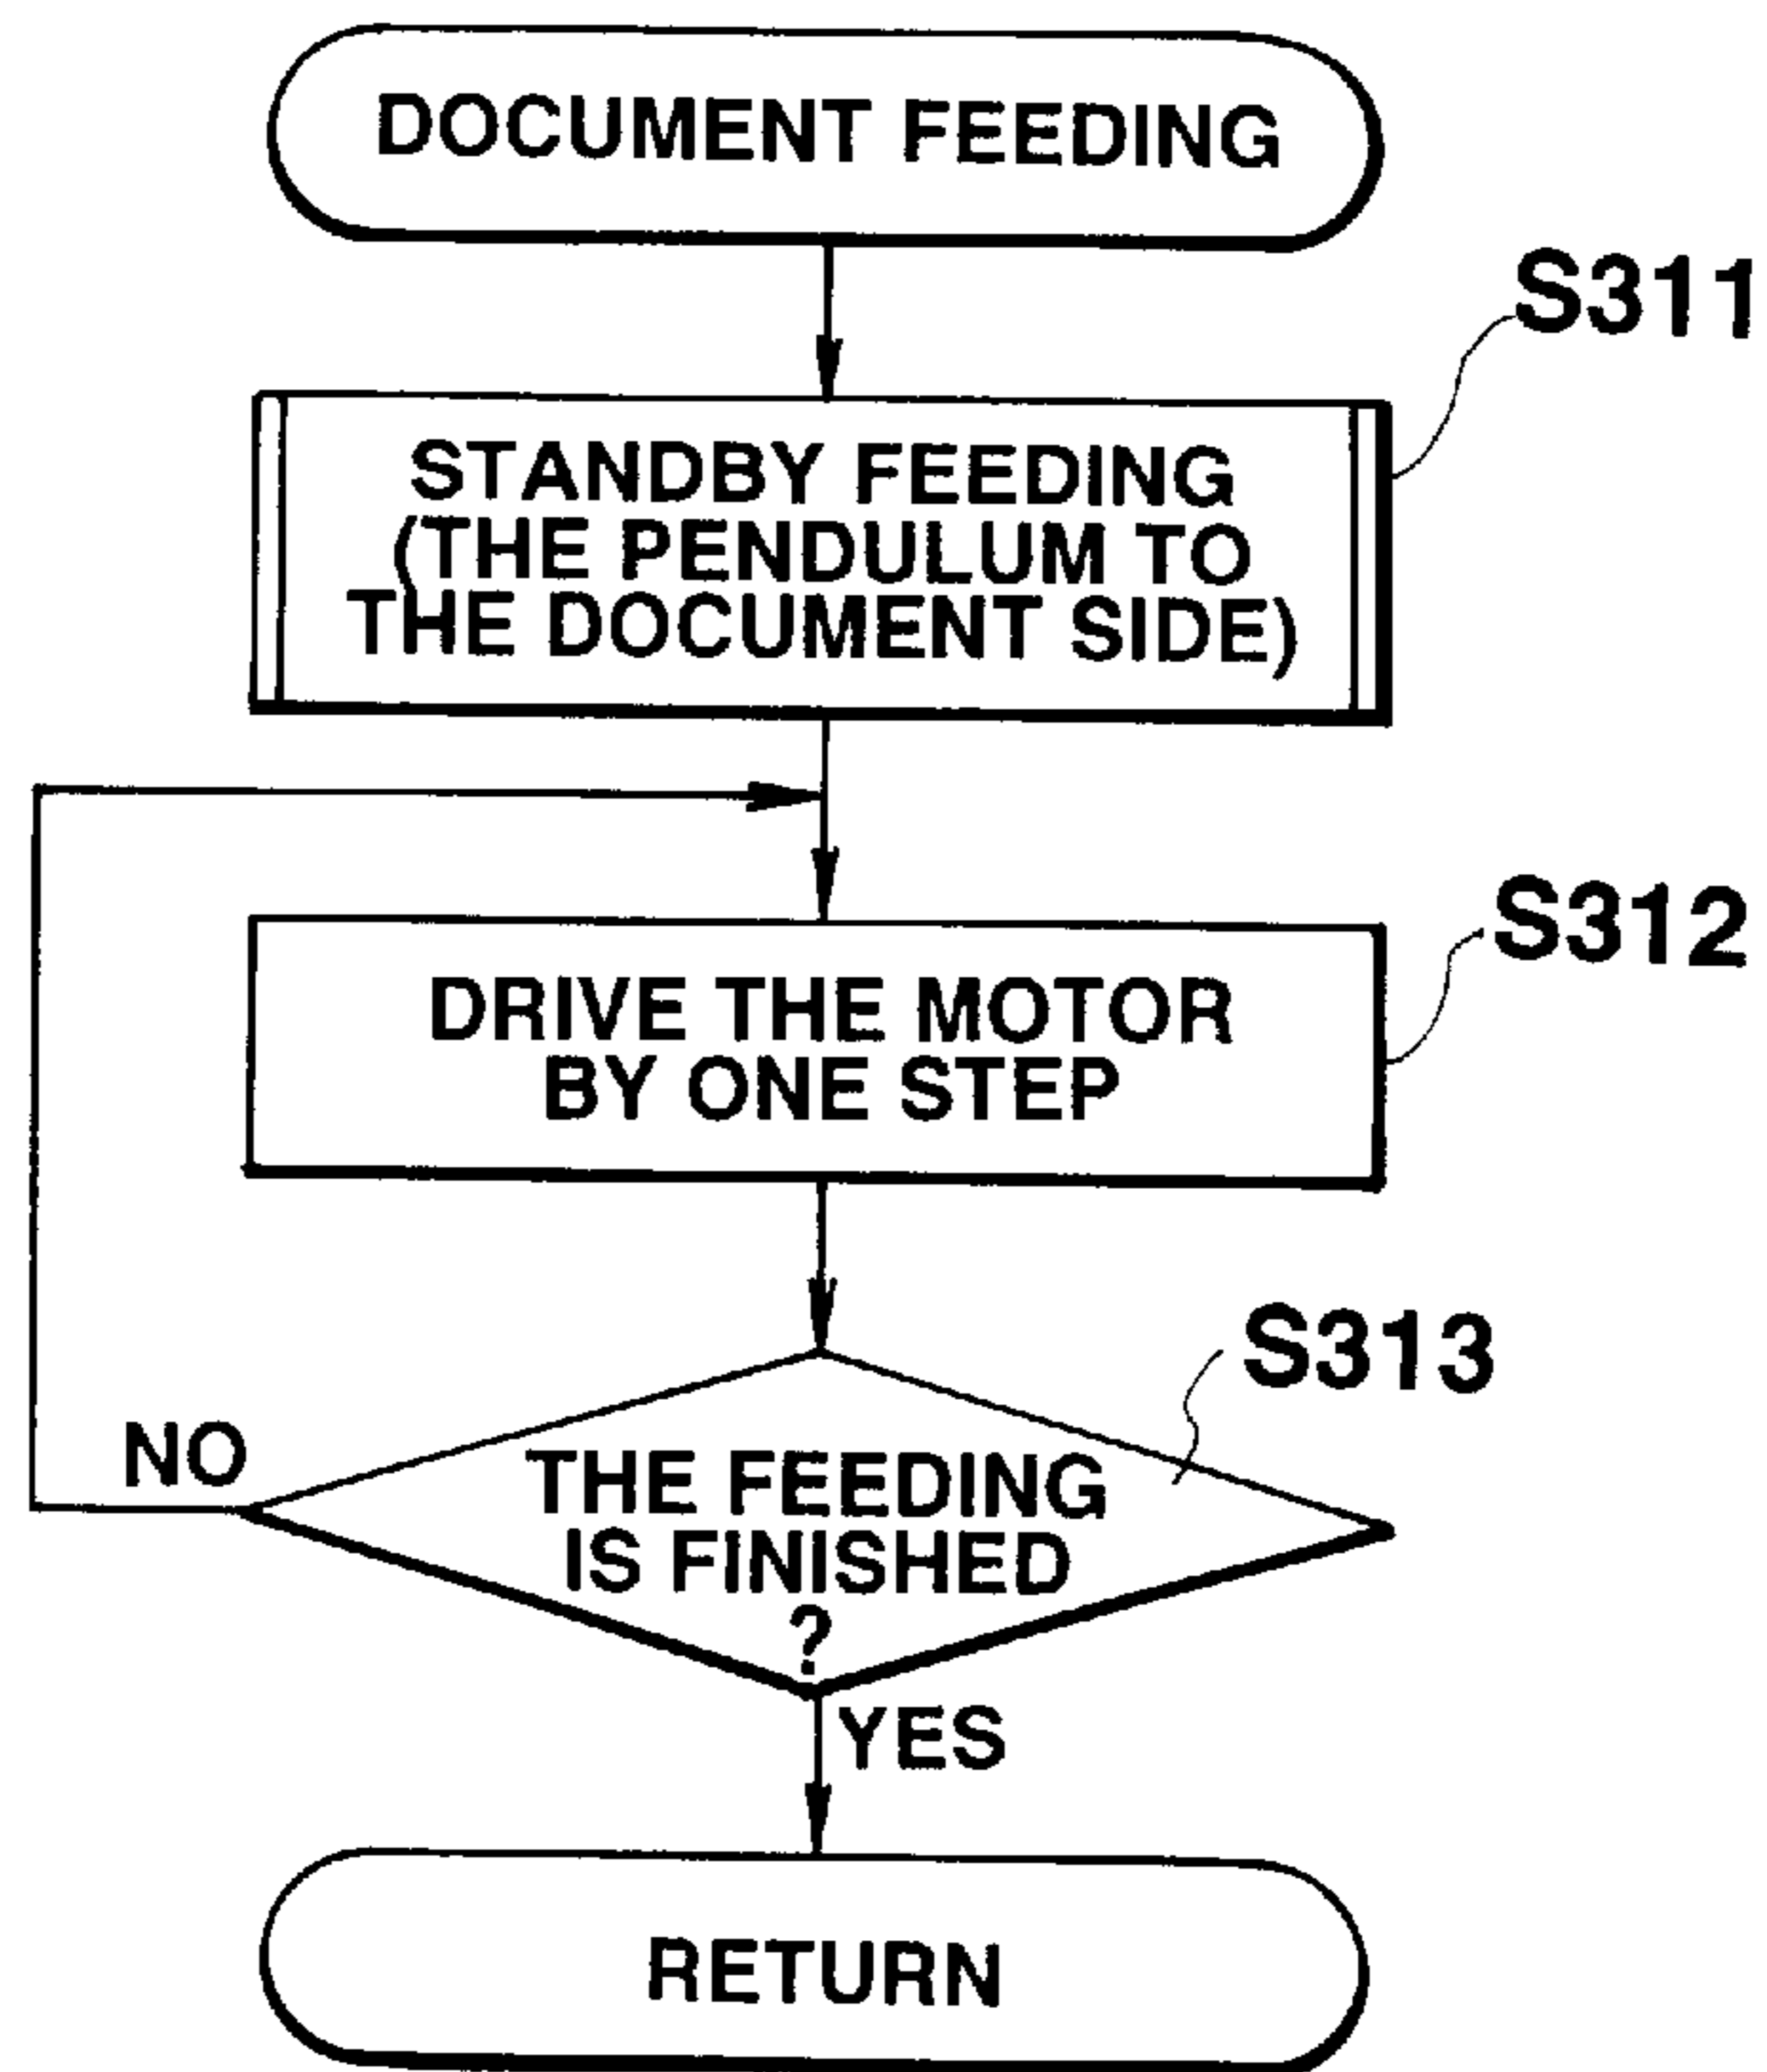 DOCUMENT FEEDING
S311
STANDBY FEEDING
(THE PENDULUM TO
THE DOCUMENT SIDE)
S312
DRIVE THE MOTOR
BY ONE STEP
S313
NO
THE FEEDING
IS FINISHED
?
YES
RETURN